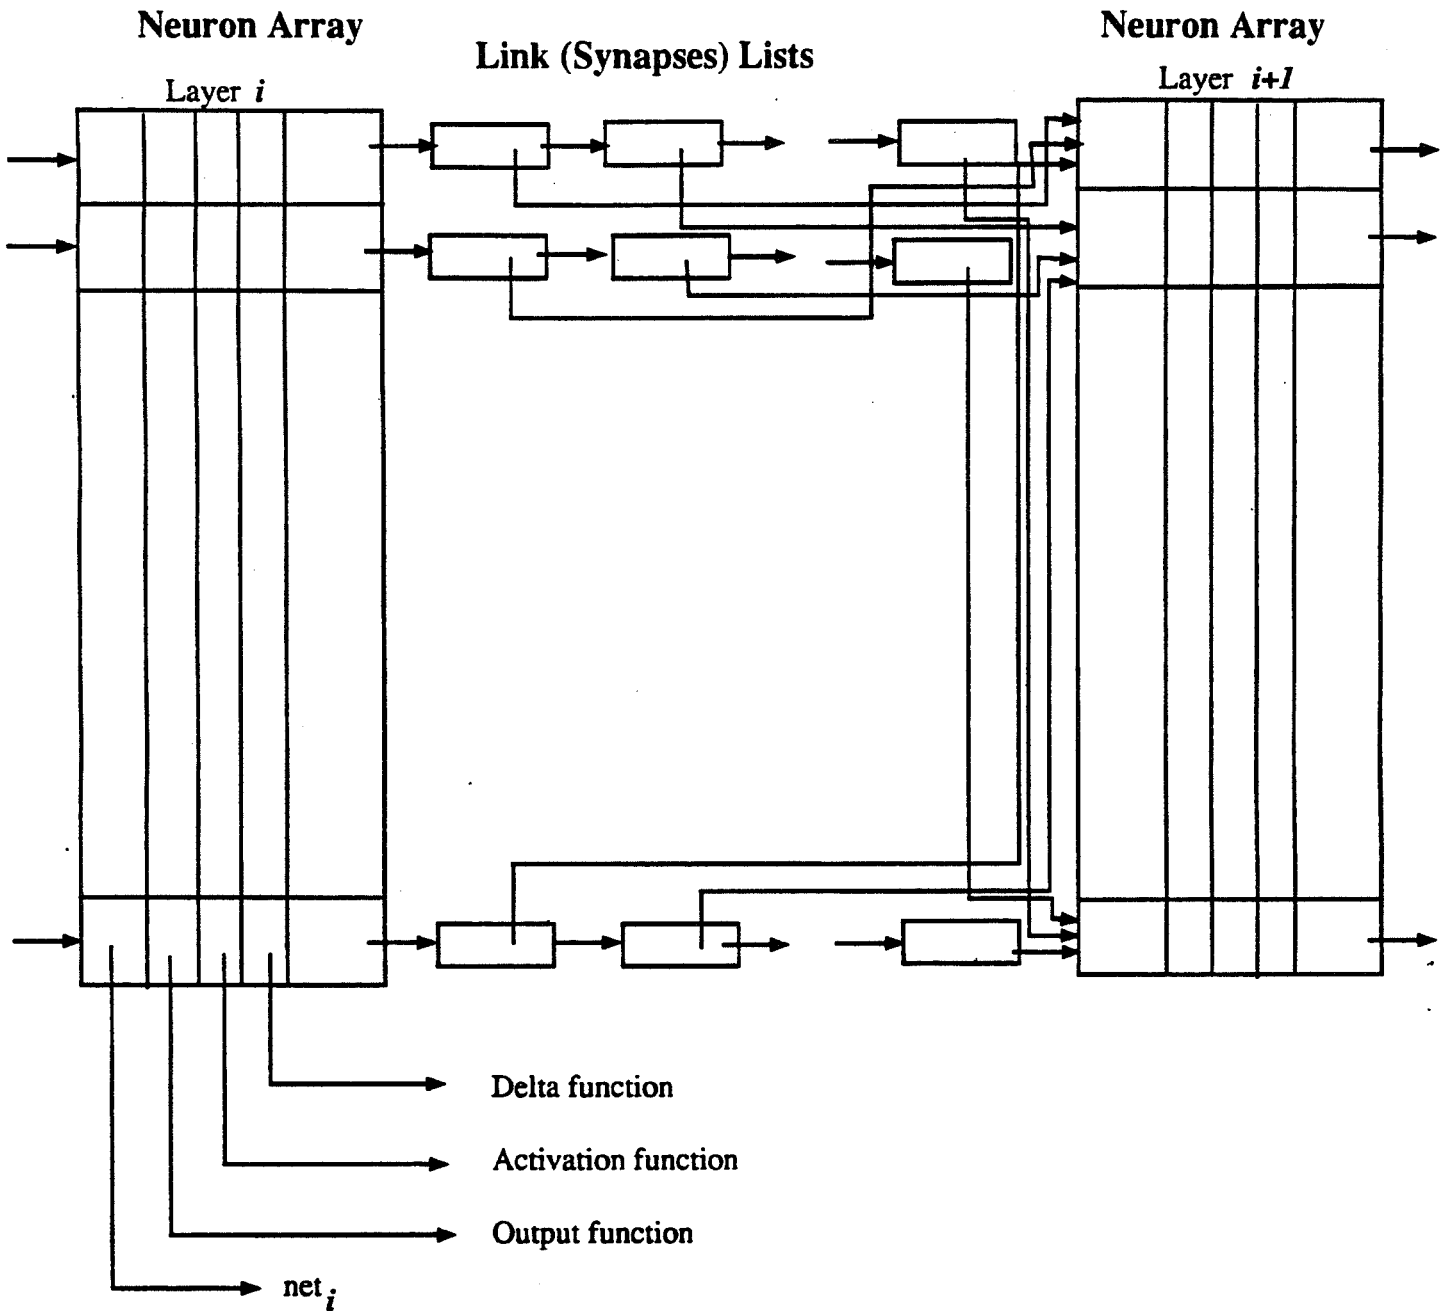 Neuron Array
Link (Synapses) Lists
Neuron Array
Layer i
Layer i+1
Delta function
Activation function
Output function
net i